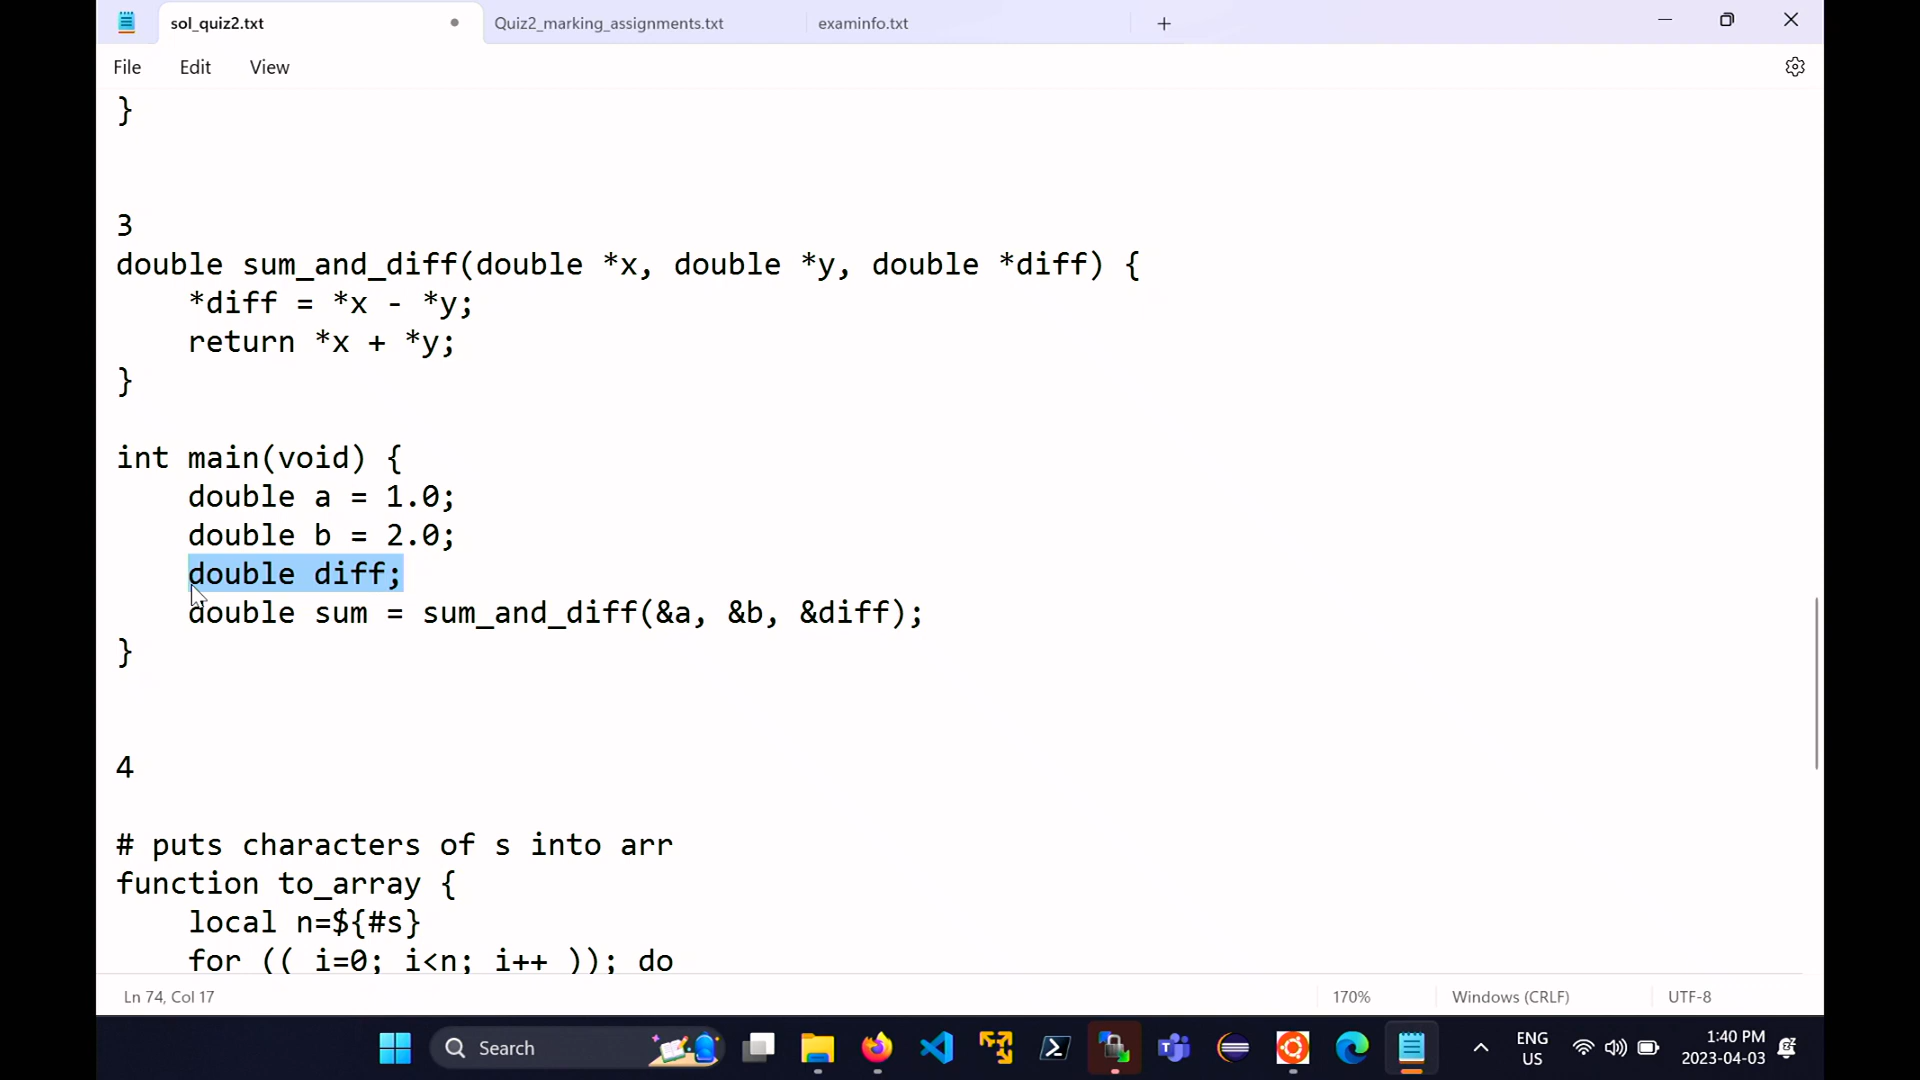 sol_quiz2.txt
Quiz2_marking_assignments.txt
examinfo.txt
File Edit View
}
3
double sum_and_diff(double *x, double *y, double *diff) {
*diff = *x - *y;
return *x + *y;
}
int main(void) {
double a = 1.0;
double b = 2.0;
double diff;
double sum = sum_and_diff(&a, &b, &diff);
}
4
# puts characters of s into arr
function to_array {
local n=${#s}
for (( i=0; i<n; i++ )); do
Ln 74, Col 17
170%
Windows (CRLF)
UTF-8
Search
ENG
US
1:40 PM
2023-04-03